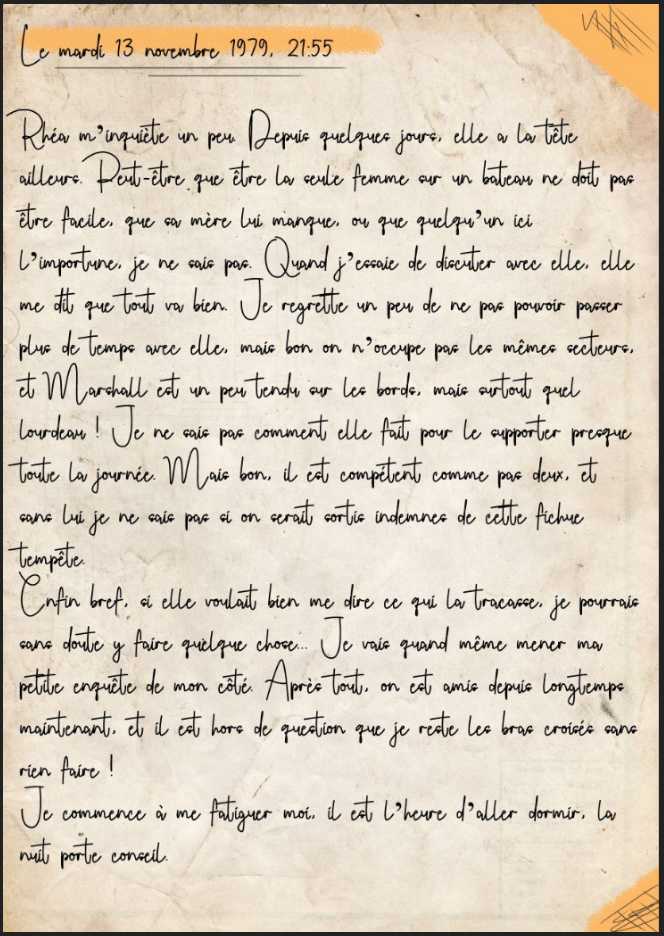 Le mardi 13 novembre 1979, 21:55
Rhéa m'inquiète un peu. Depuis quelques jours, elle a la tête
ailleurs. Peut-être que être la seule femme sur un bateau ne doit pas
être facile, que sa mère lui manque, ou que quelqu'un ici
l'importune, je ne sais pas. Quand j'essaie de discuter avec elle, elle
me dit que tout va bien. Je regrette un peu de ne pas pouvoir passer
plus de temps avec elle, mais bon on n'occupe pas les mêmes secteurs,
et Marshall est un peu tendu sur les bords, mais surtout quel
lourdeau ! Je ne sais pas comment elle fait pour le supporter presque
toute la journée. Mais bon, il est compétent comme pas deux, et
sans lui je ne sais pas si on serait sortis indemnes de cette fichue
tempête.
Enfin bref, si elle voulait bien me dire ce qui la tracasse, je pourrais
sans doute y faire quelque chose... Je vais quand même mener ma
petite enquête de mon côté. Après tout, on est amis depuis longtemps
maintenant, et il est hors de question que je reste les bras croisés sans
rien faire !
Je commence à me fatiguer moi, il est l'heure d'aller dormir, la
nuit porte conseil.